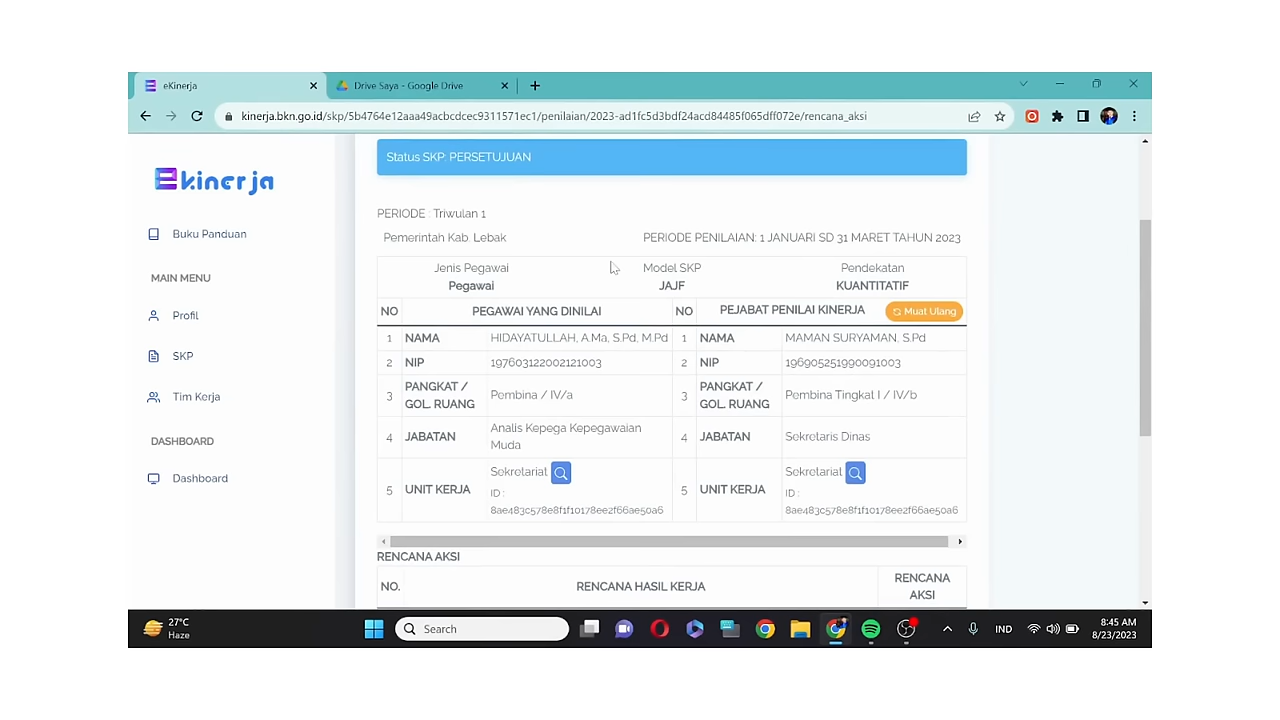 eKinerja
Drive Saya - Google Drive
kinerja.bkn.go.id/skp/5b4764e12aaa49acbcdcec9311571ec1/penilaian/2023-ad1fc5d3bdf24acd84485f065dff072e/rencana_aksi
Ekinerja
Buku Panduan
MAIN MENU
Profil
SKP
Tim Kerja
DASHBOARD
Dashboard
Status SKP: PERSETUJUAN
PERIODE : Triwulan 1
Pemerintah Kab. Lebak PERIODE PENILAIAN: 1 JANUARI SD 31 MARET TAHUN 2023
Jenis Pegawai Model SKP Pendekatan
Pegawai JAJF KUANTITATIF
NO PEGAWAI YANG DINILAI NO PEJABAT PENILAI KINERJA Muat Ulang
1 NAMA HIDAYATULLAH, A.Ma, S.Pd, M.Pd 1 NAMA MAMAN SURYAMAN, S.Pd
2 NIP 197603122002121003 2 NIP 196905251990091003
3 PANGKAT / GOL. RUANG Pembina / IV/a 3 PANGKAT / GOL. RUANG Pembina Tingkat I / IV/b
4 JABATAN Analis Kepega Kepegawaian Muda 4 JABATAN Sekretaris Dinas
5 UNIT KERJA Sekretariat 5 UNIT KERJA Sekretariat
ID : ID :
8ae483c578e8f1f10178ee2f66ae50a6 8ae483c578e8f1f10178ee2f66ae50a6
RENCANA AKSI
NO. RENCANA HASIL KERJA RENCANA AKSI
27°C
Haze
Search
IND
8:45 AM
8/23/2023